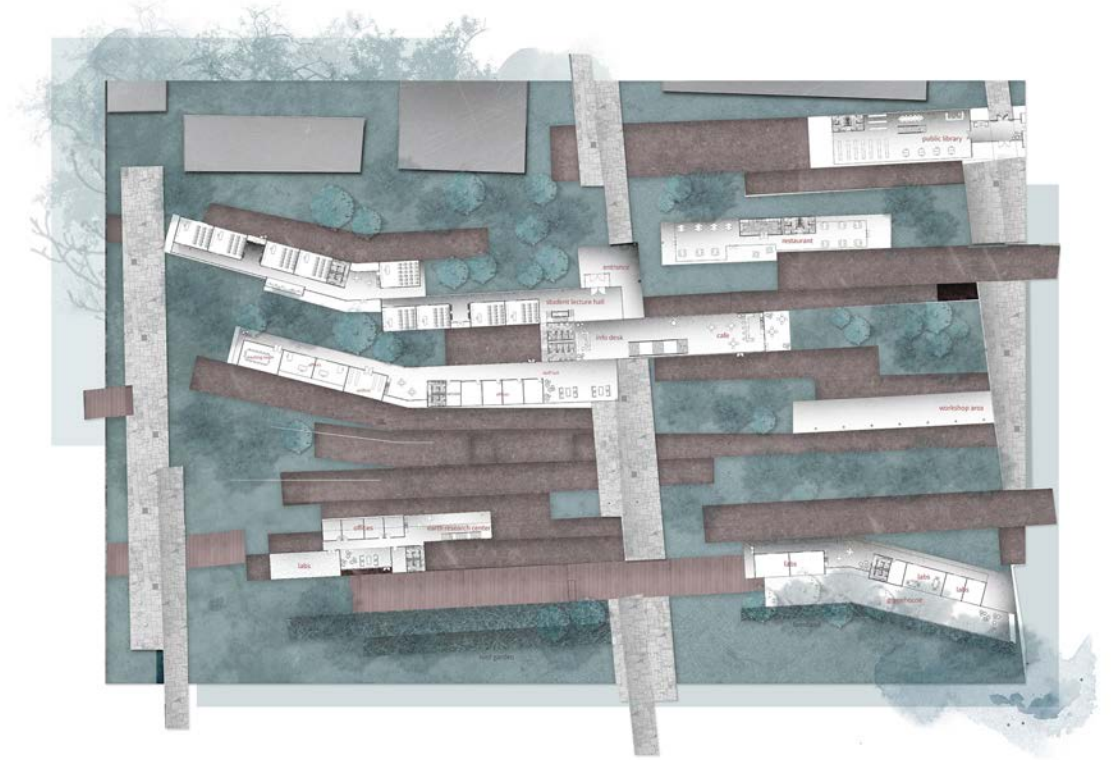 public library
restaurant
entrance
student lecture hall
info desk
cafe
workshop area
offices
earth research center
labs
labs
labs
labs
greenhouse